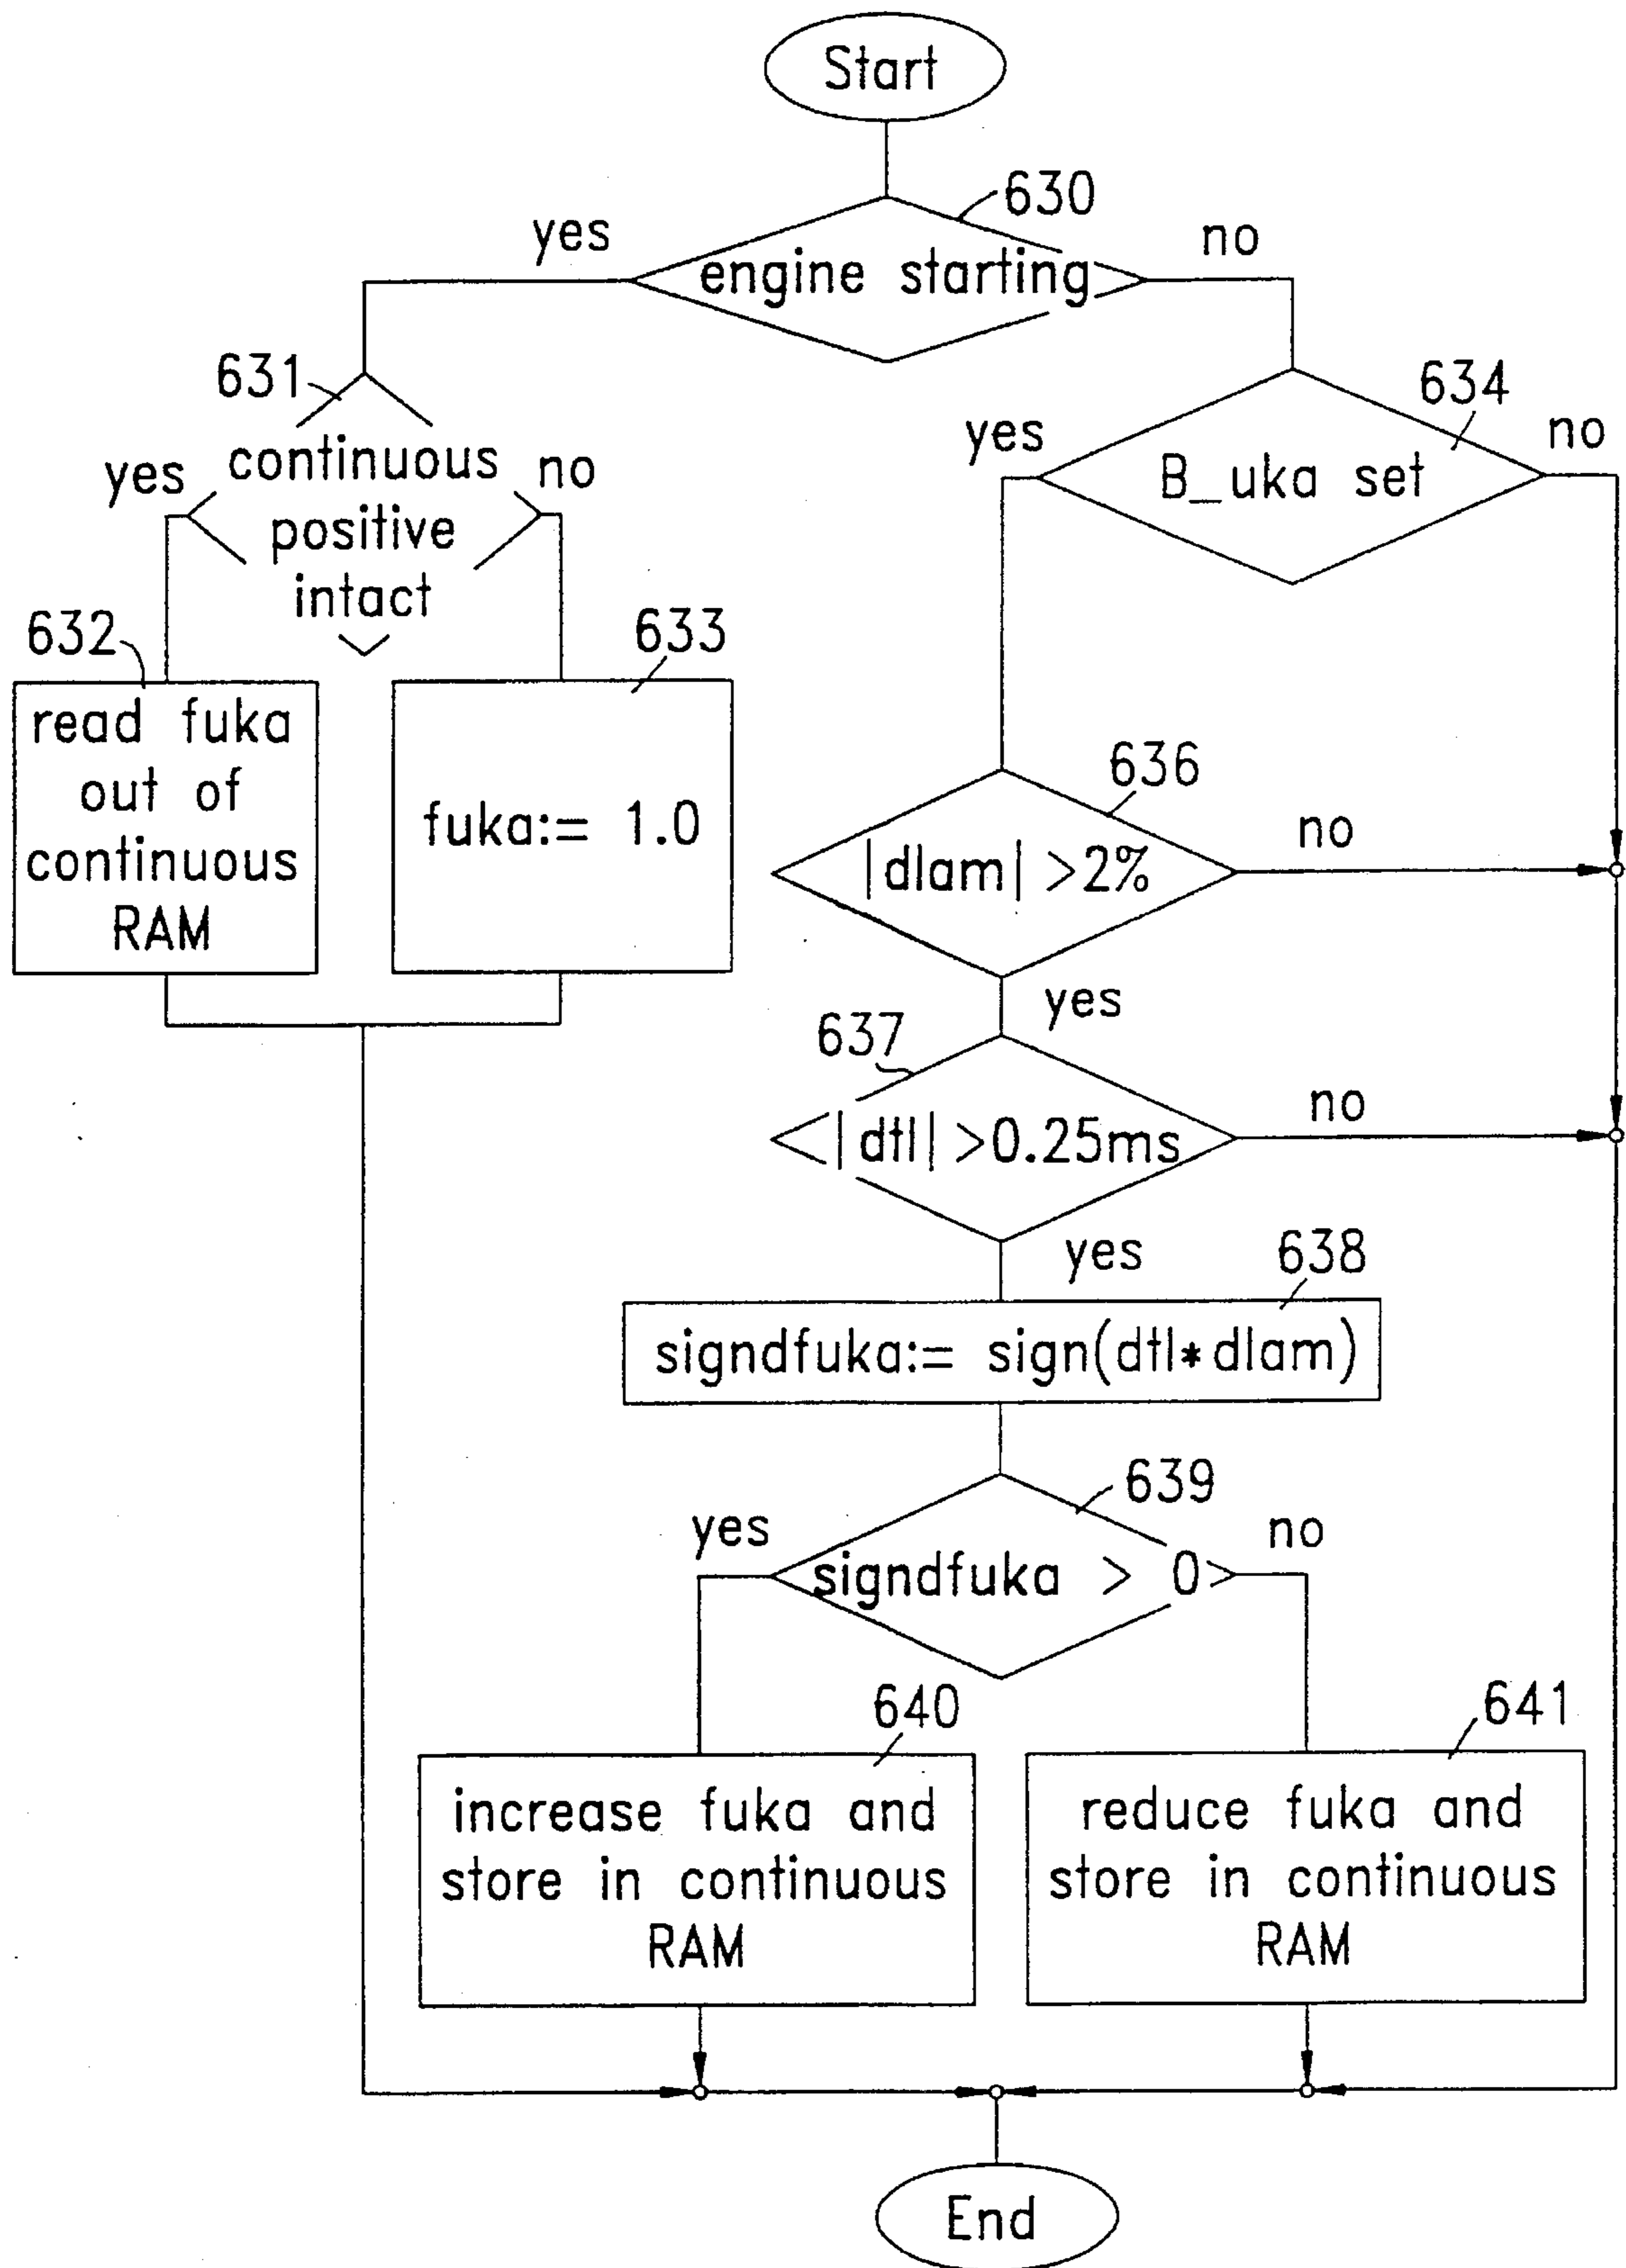 Start
630
yes
no
engine starting
631
634
yes
continuous
no
positive
intact
yes
B_uka set
no
632
633
read fuka
out of
continuous
RAM
fuka:= 1.0
636
|dlam| >2%
no
yes
637
|dtl| >0.25ms
no
yes
638
signdfuka:= sign(dtl*dlam)
639
yes
signdfuka > 0
no
640
641
increase fuka and
store in continuous
RAM
reduce fuka and
store in continuous
RAM
End